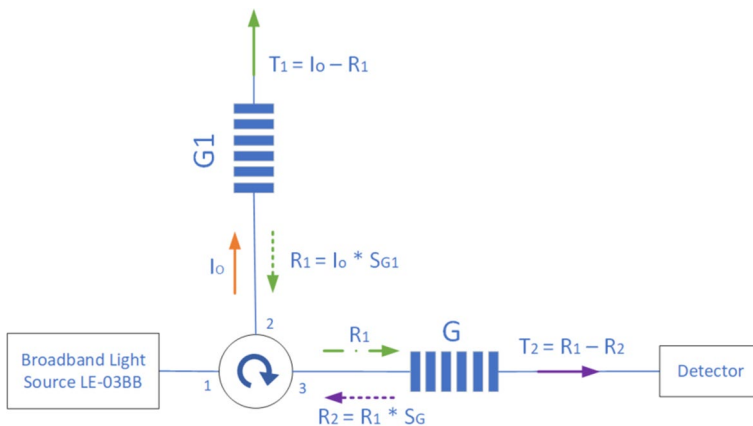 T1 = Io – R1
G1
Io
R1 = Io * SG1
2
R1
G
T2 = R1 – R2
Broadband Light
Source LE-03BB
1
3
Detector
R2 = R1 * SG